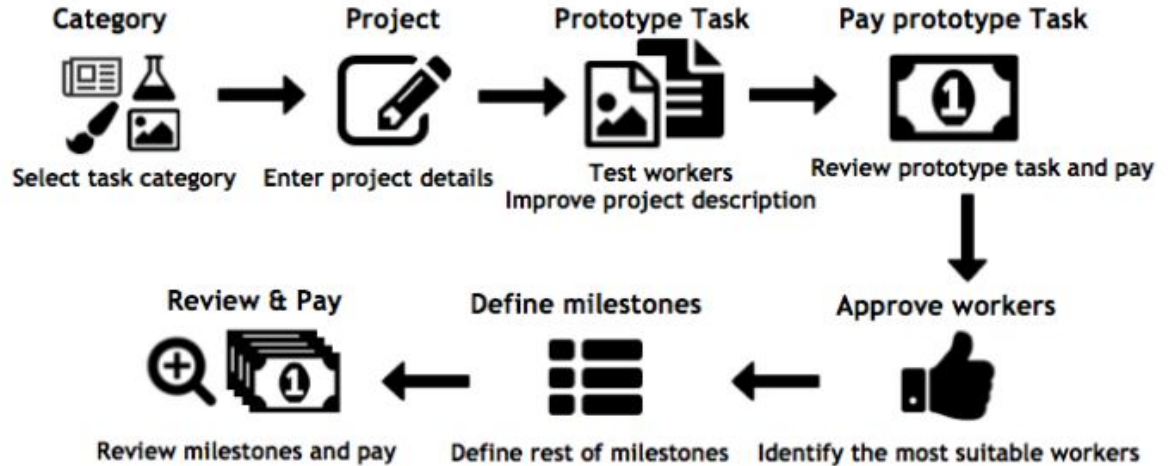 Category
Project
Prototype Task
Pay prototype Task
Select task category
Enter project details
Test workers
Improve project description
1
Review prototype task and pay
Approve workers
Identify the most suitable workers
Define milestones
Define rest of milestones
Review & Pay
1
Review milestones and pay